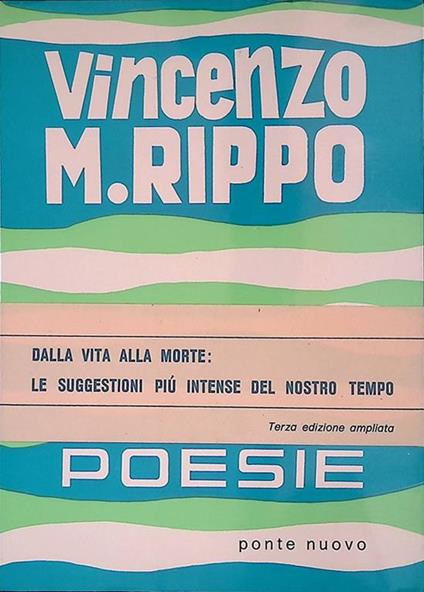 Vincenzo
M.RIPPO
DALLA VITA ALLA MORTE:
LE SUGGESTIONI PIÚ INTENSE DEL NOSTRO TEMPO
Terza edizione ampliata
POESIE
ponte nuovo